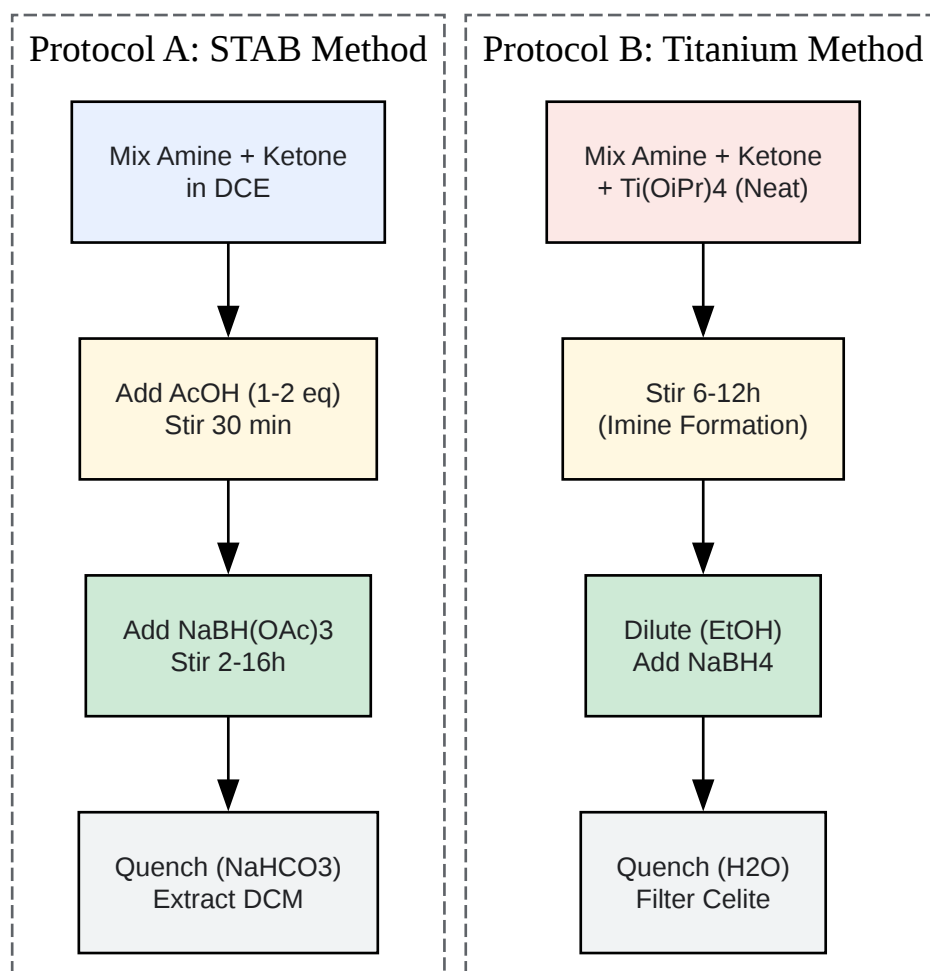 Protocol A: STAB Method
Mix Amine + Ketone
in DCE
Add AcOH (1-2 eq)
Stir 30 min
Add NaBH(OAc)3
Stir 2-16h
Quench (NaHCO3)
Extract DCM
Protocol B: Titanium Method
Mix Amine + Ketone
+ Ti(OiPr)4 (Neat)
Stir 6-12h
(Imine Formation)
Dilute (EtOH)
Add NaBH4
Quench (H2O)
Filter Celite